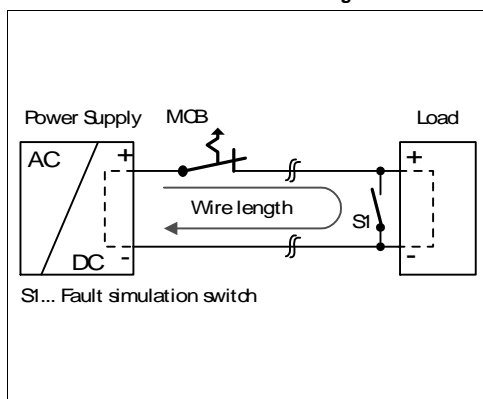 Power Supply
MCB
Load
AC
+
+
Wire length
S1
DC
-
-
S1... Fault simulation switch